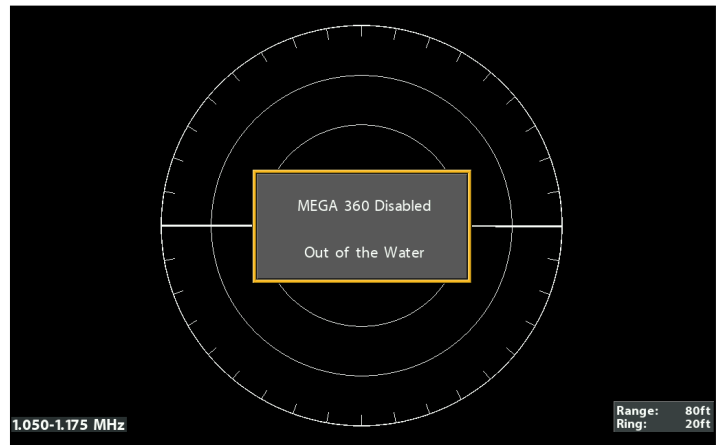 MEGA 360 Disabled
Out of the Water
1.050-1.175 MHz
Range: 80ft
Ring: 20ft